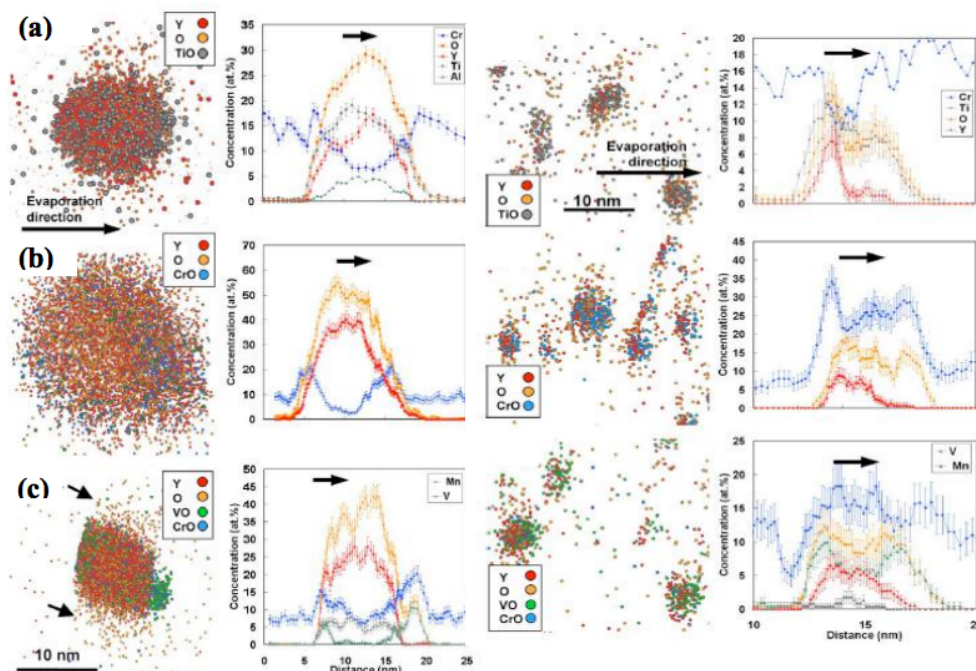 (a)
Y
O
TiO
Evaporation
direction
Concentration (at.%)
35
30
25
20
15
10
5
0
Cr
O
Y
Ti
Al
Y
O
TiO
Evaporation
direction
10 nm
Concentration (at.%)
20
18
16
14
12
10
8
6
4
2
0
Cr
Ti
O
Y
(b)
Y
O
CrO
Concentration (at.%)
70
60
50
40
30
20
10
0
Y
O
CrO
Concentration (at.%)
45
40
35
30
25
20
15
10
5
0
(c)
Y
O
VO
CrO
10 nm
Concentration (at.%)
50
45
40
35
30
25
20
15
10
5
0
Mn
V
0 5 10 15 20 25
Distance (nm)
Y
O
VO
CrO
Concentration (at.%)
25
20
15
10
5
0
V
Mn
10 15 20 2
Distance (nm)